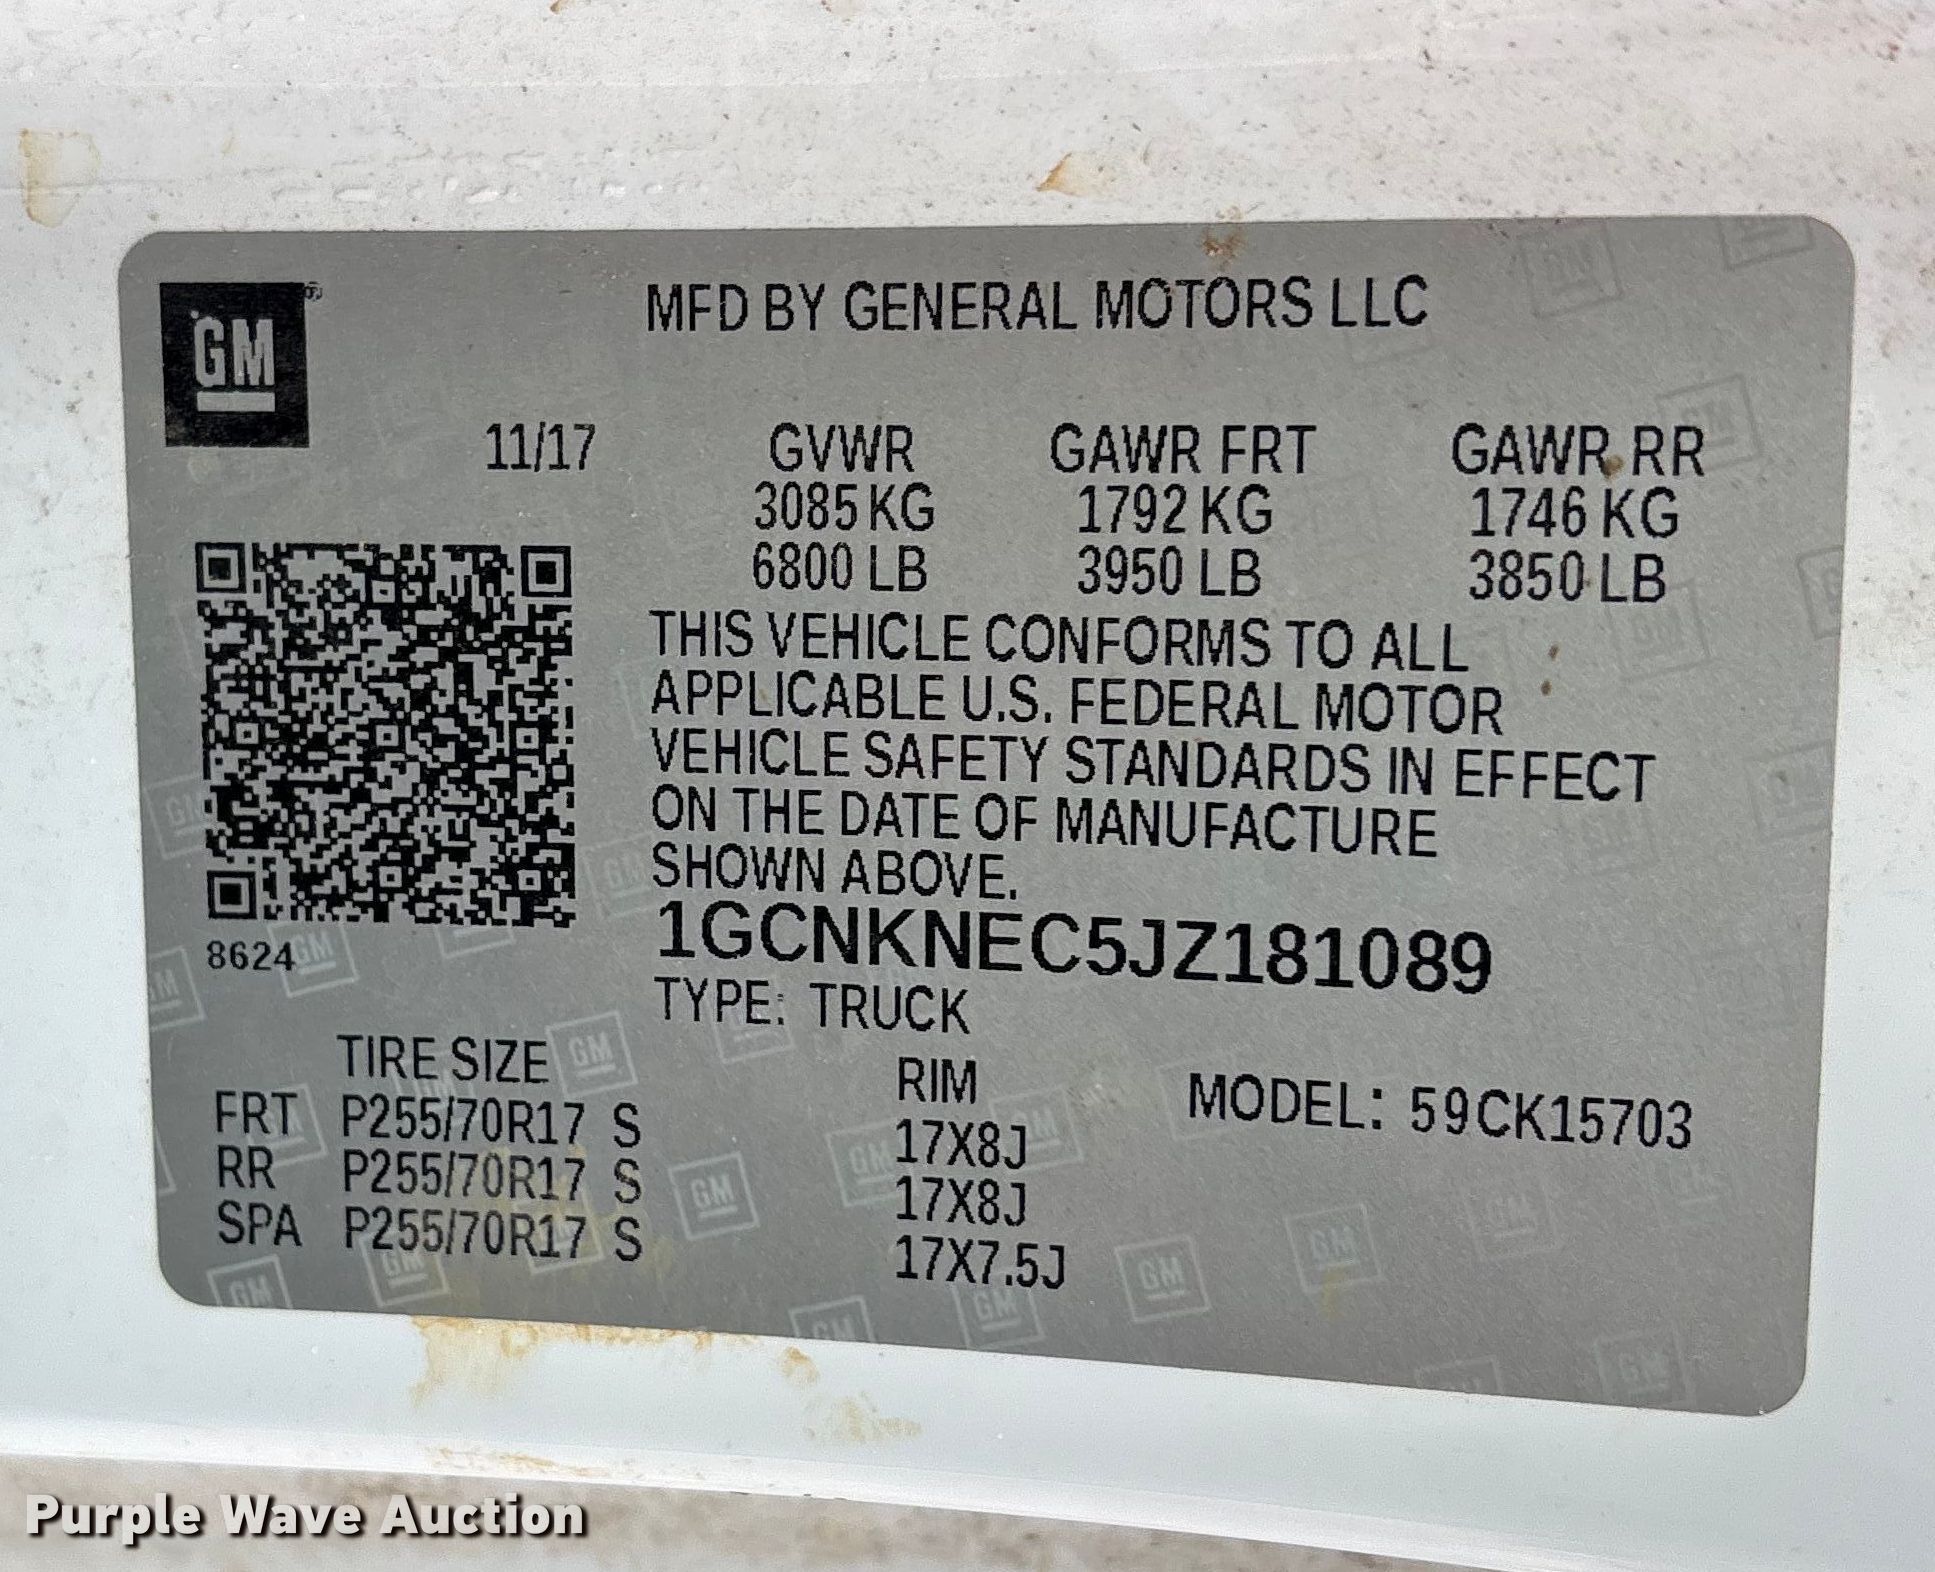 GM
MFD BY GENERAL MOTORS LLC
11/17 GVWR GAWR FRT GAWR RR
3085 KG 1792 KG 1746 KG
6800 LB 3950 LB 3850 LB
THIS VEHICLE CONFORMS TO ALL
APPLICABLE U.S. FEDERAL MOTOR
VEHICLE SAFETY STANDARDS IN EFFECT
ON THE DATE OF MANUFACTURE
SHOWN ABOVE.
1GCNKNEC5JZ181089
8624
TYPE: TRUCK
TIRE SIZE RIM MODEL: 59CK15703
FRT P255/70R17 S 17X8J
RR P255/70R17 S 17X8J
SPA P255/70R17 S 17X7.5J
Purple Wave Auction